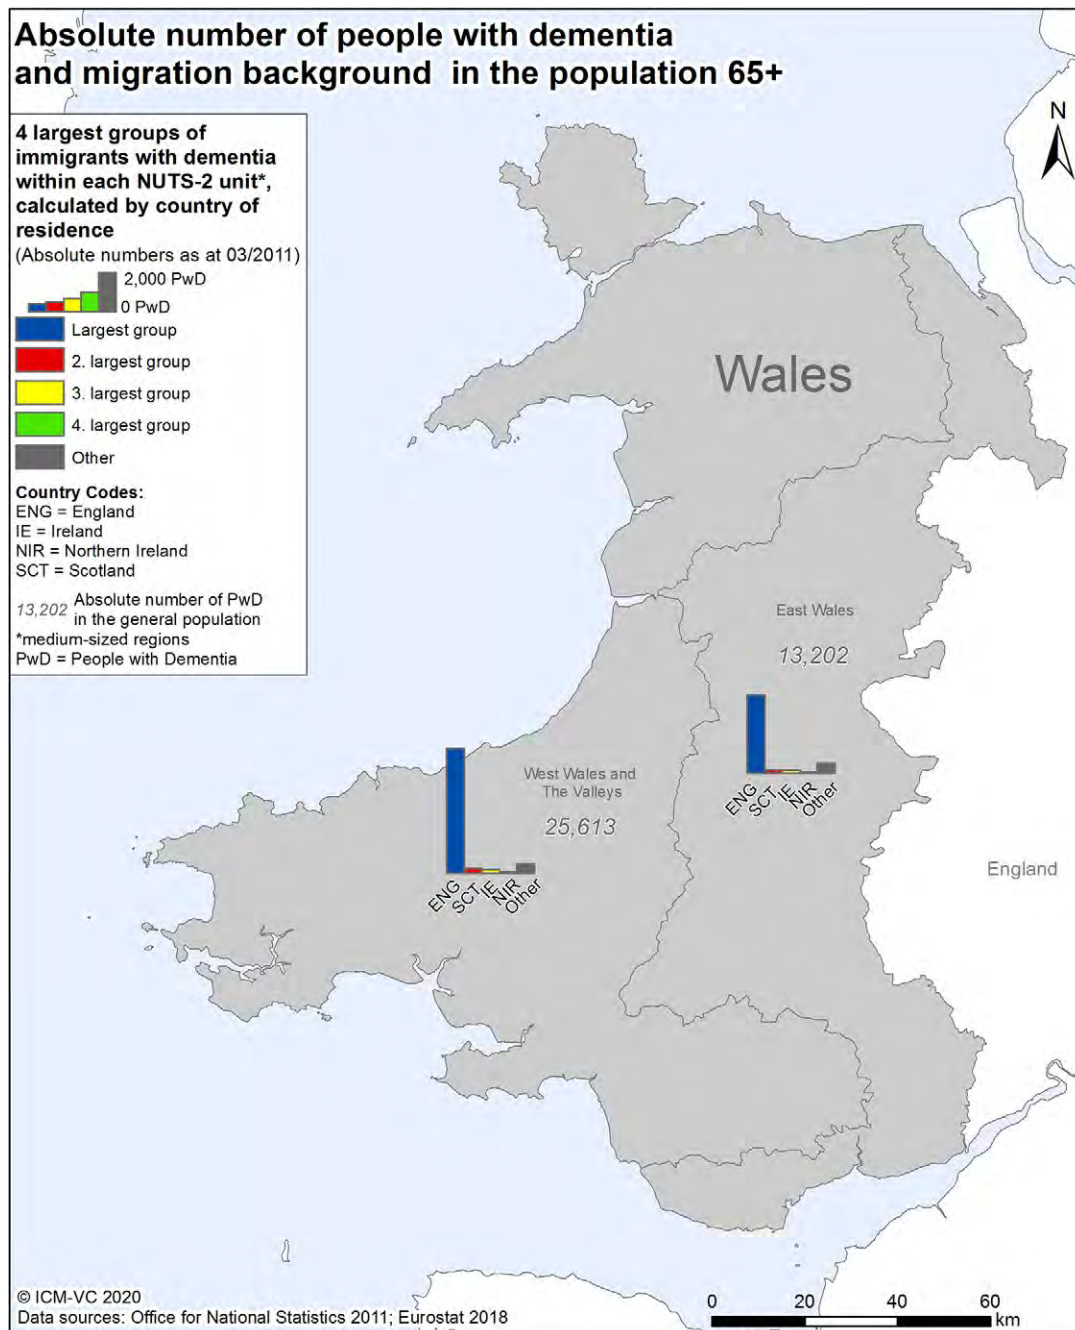 Absolute number of people with dementia
and migration background in the population 65+
N
4 largest groups of
immigrants with dementia
within each NUTS-2 unit*,
calculated by country of
residence
(Absolute numbers as at 03/2011)
2,000 PwD
0 PwD
Largest group
2. largest group
3. largest group
4. largest group
Other
Country Codes:
ENG = England
IE = Ireland
NIR = Northern Ireland
SCT = Scotland
13,202 Absolute number of PwD
in the general population
*medium-sized regions
PwD = People with Dementia
Wales
East Wales
13,202
ENG
SCT
IE
NIR
Other
West Wales and
The Valleys
25,613
ENG
SCT
IE
NIR
Other
England
© ICM-VC 2020
Data sources: Office for National Statistics 2011; Eurostat 2018
0 20 40 60
km